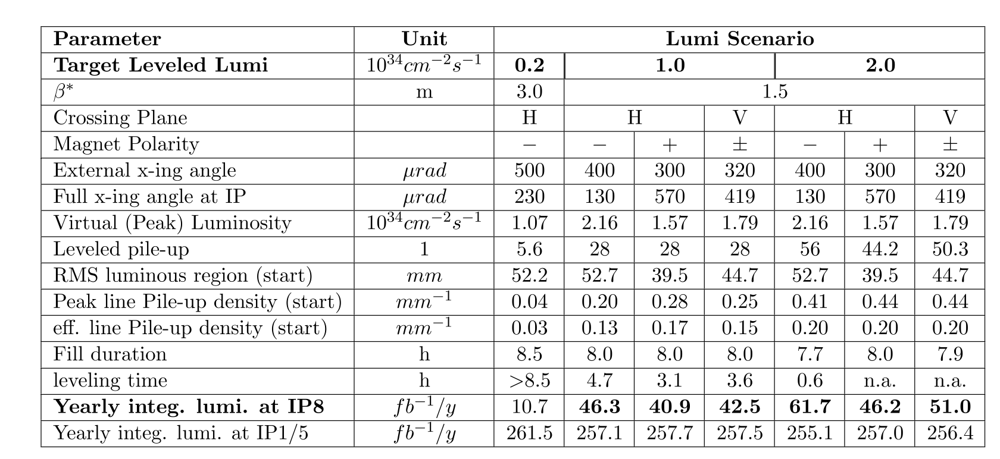 Parameter Unit Lumi Scenario
Target Leveled Lumi 10^34 cm^−2 s^−1 0.2 1.0 2.0
β* m 3.0 1.5
Crossing Plane H H V H V
Magnet Polarity − − + ± − + ±
External x-ing angle μrad 500 400 300 320 400 300 320
Full x-ing angle at IP μrad 230 130 570 419 130 570 419
Virtual (Peak) Luminosity 10^34 cm^−2 s^−1 1.07 2.16 1.57 1.79 2.16 1.57 1.79
Leveled pile-up 1 5.6 28 28 28 56 44.2 50.3
RMS luminous region (start) mm 52.2 52.7 39.5 44.7 52.7 39.5 44.7
Peak line Pile-up density (start) mm^−1 0.04 0.20 0.28 0.25 0.41 0.44 0.44
eff. line Pile-up density (start) mm^−1 0.03 0.13 0.17 0.15 0.20 0.20 0.20
Fill duration h 8.5 8.0 8.0 8.0 7.7 8.0 7.9
leveling time h >8.5 4.7 3.1 3.6 0.6 n.a. n.a.
Yearly integ. lumi. at IP8 fb^−1/y 10.7 46.3 40.9 42.5 61.7 46.2 51.0
Yearly integ. lumi. at IP1/5 fb^−1/y 261.5 257.1 257.7 257.5 255.1 257.0 256.4